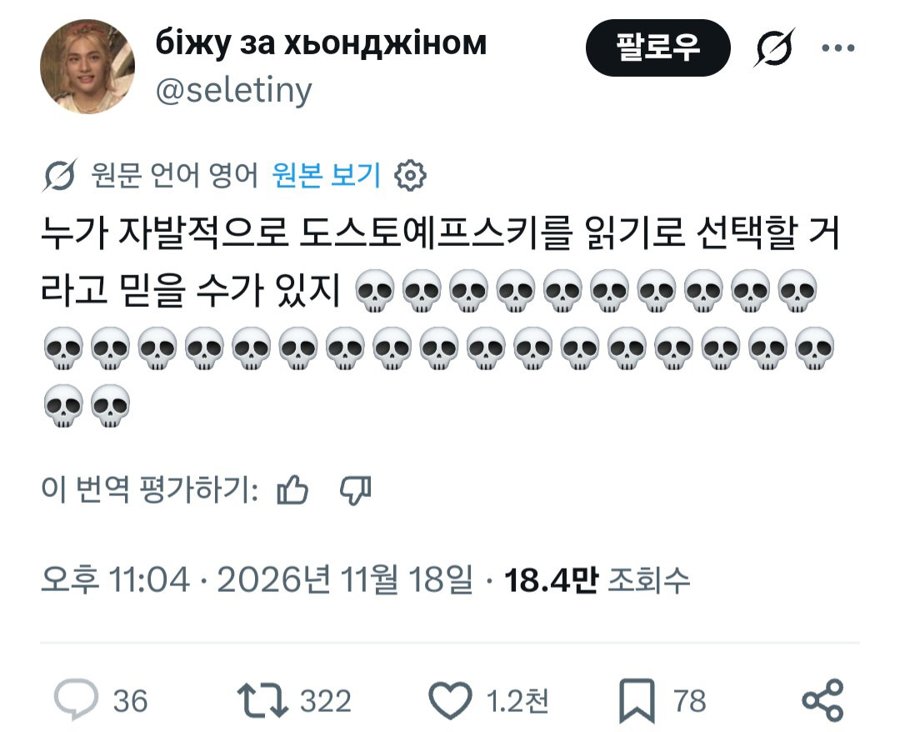 біжу за хьонджіном
팔로우
@seletiny
원문 언어 영어 원본 보기
누가 자발적으로 도스토예프스키를 읽기로 선택할 거
라고 믿을 수가 있지 💀💀💀💀💀💀💀💀💀💀
💀💀💀💀💀💀💀💀💀💀💀💀💀💀💀💀💀
💀💀
이 번역 평가하기:
오후 11:04 · 2026년 11월 18일 · 18.4만 조회수
36 322 1.2천 78